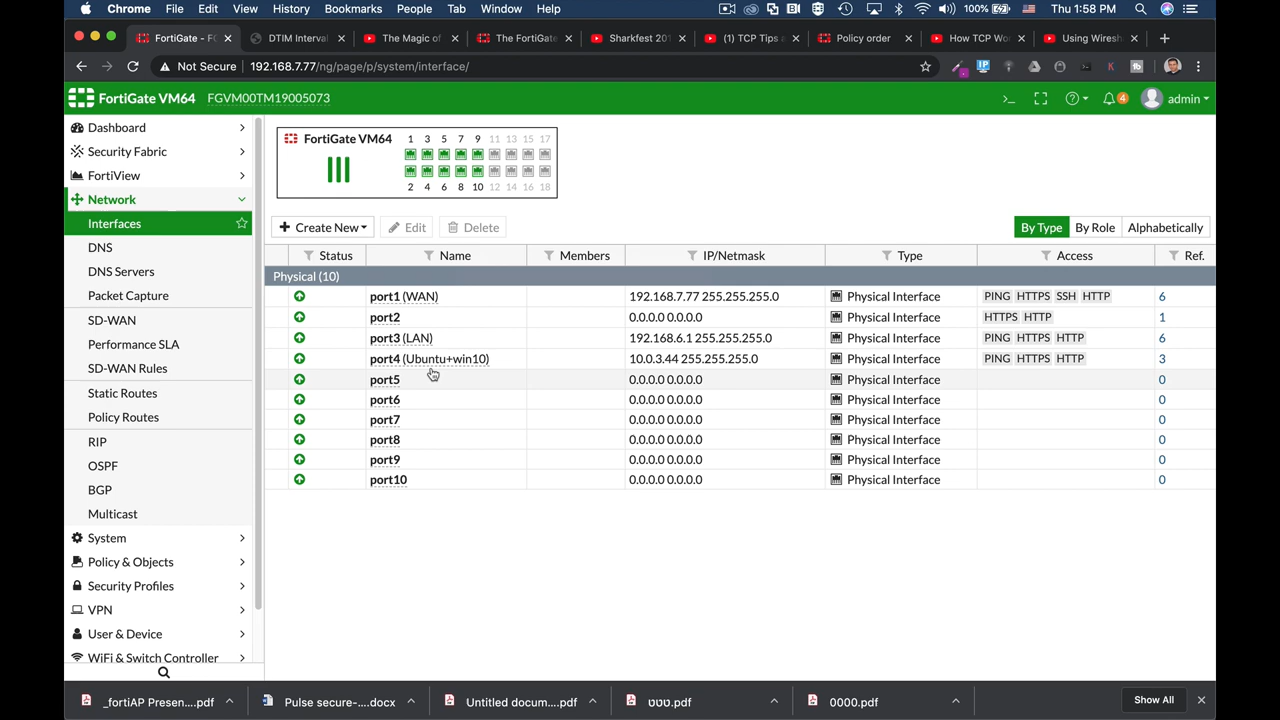 Chrome File Edit View History Bookmarks People Tab Window Help 100% Thu 1:58 PM
FortiGate - FG DTIM Interval The Magic of The FortiGate Sharkfest 201 (1) TCP Tips a Policy order How TCP Wo Using Wiresh
Not Secure 192.168.7.77/ng/page/p/system/interface/
FortiGate VM64 FGVM00TM19005073 >_ 4 admin
Dashboard
Security Fabric
FortiView
Network
Interfaces
DNS
DNS Servers
Packet Capture
SD-WAN
Performance SLA
SD-WAN Rules
Static Routes
Policy Routes
RIP
OSPF
BGP
Multicast
System
Policy & Objects
Security Profiles
VPN
User & Device
WiFi & Switch Controller
FortiGate VM64 1 3 5 7 9 11 13 15 17
2 4 6 8 10 12 14 16 18
Create New Edit Delete By Type By Role Alphabetically
Status Name Members IP/Netmask Type Access Ref.
Physical (10)
port1 (WAN) 192.168.7.77 255.255.255.0 Physical Interface PING HTTPS SSH HTTP 6
port2 0.0.0.0 0.0.0.0 Physical Interface HTTPS HTTP 1
port3 (LAN) 192.168.6.1 255.255.255.0 Physical Interface PING HTTPS HTTP 6
port4 (Ubuntu+win10) 10.0.3.44 255.255.255.0 Physical Interface PING HTTPS HTTP 3
port5 0.0.0.0 0.0.0.0 Physical Interface 0
port6 0.0.0.0 0.0.0.0 Physical Interface 0
port7 0.0.0.0 0.0.0.0 Physical Interface 0
port8 0.0.0.0 0.0.0.0 Physical Interface 0
port9 0.0.0.0 0.0.0.0 Physical Interface 0
port10 0.0.0.0 0.0.0.0 Physical Interface 0
_fortiAP Presen....pdf Pulse secure-....docx Untitled docum....pdf טטט.pdf 0000.pdf Show All